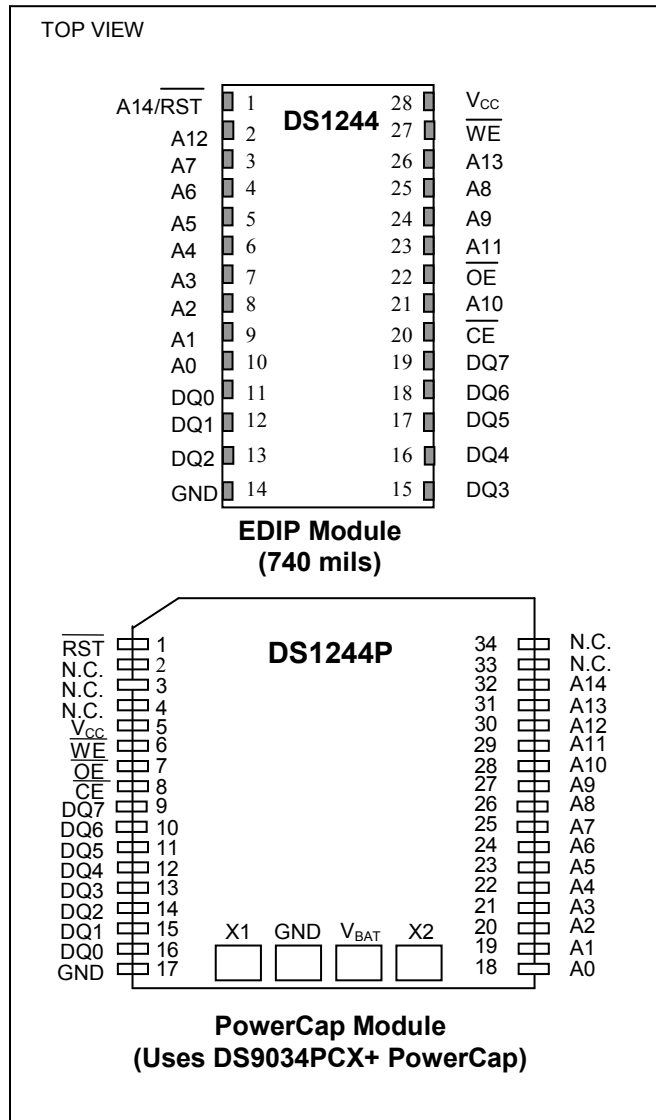 TOP VIEW
A14/RST 1 DS1244 28 VCC
A12 2 27 WE
A7 3 26 A13
A6 4 25 A8
A5 5 24 A9
A4 6 23 A11
A3 7 22 OE
A2 8 21 A10
A1 9 20 CE
A0 10 19 DQ7
DQ0 11 18 DQ6
DQ1 12 17 DQ5
DQ2 13 16 DQ4
GND 14 15 DQ3
EDIP Module
(740 mils)
RST 1 DS1244P 34 N.C.
N.C. 2 33 N.C.
N.C. 3 32 A14
N.C. 4 31 A13
VCC 5 30 A12
WE 6 29 A11
OE 7 28 A10
CE 8 27 A9
DQ7 9 26 A8
DQ6 10 25 A7
DQ5 11 24 A6
DQ4 12 23 A5
DQ3 13 22 A4
DQ2 14 21 A3
DQ1 15 20 A2
DQ0 16 19 A1
GND 17 18 A0
X1 GND VBAT X2
PowerCap Module
(Uses DS9034PCX+ PowerCap)